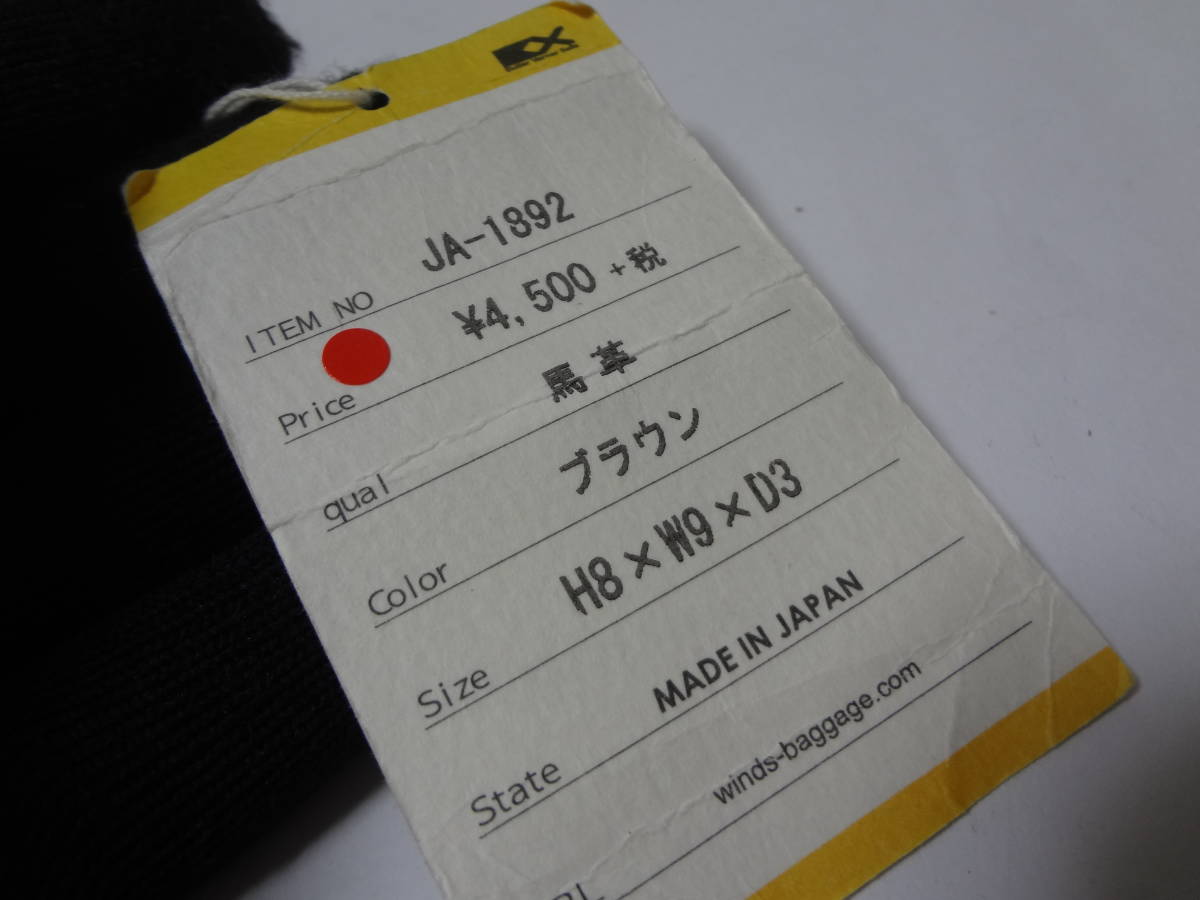 ITEM NO JA-1892
Price ¥4,500 +税
qual 馬革
Color ブラウン
Size H8×W9×D3
State MADE IN JAPAN
winds-baggage.com